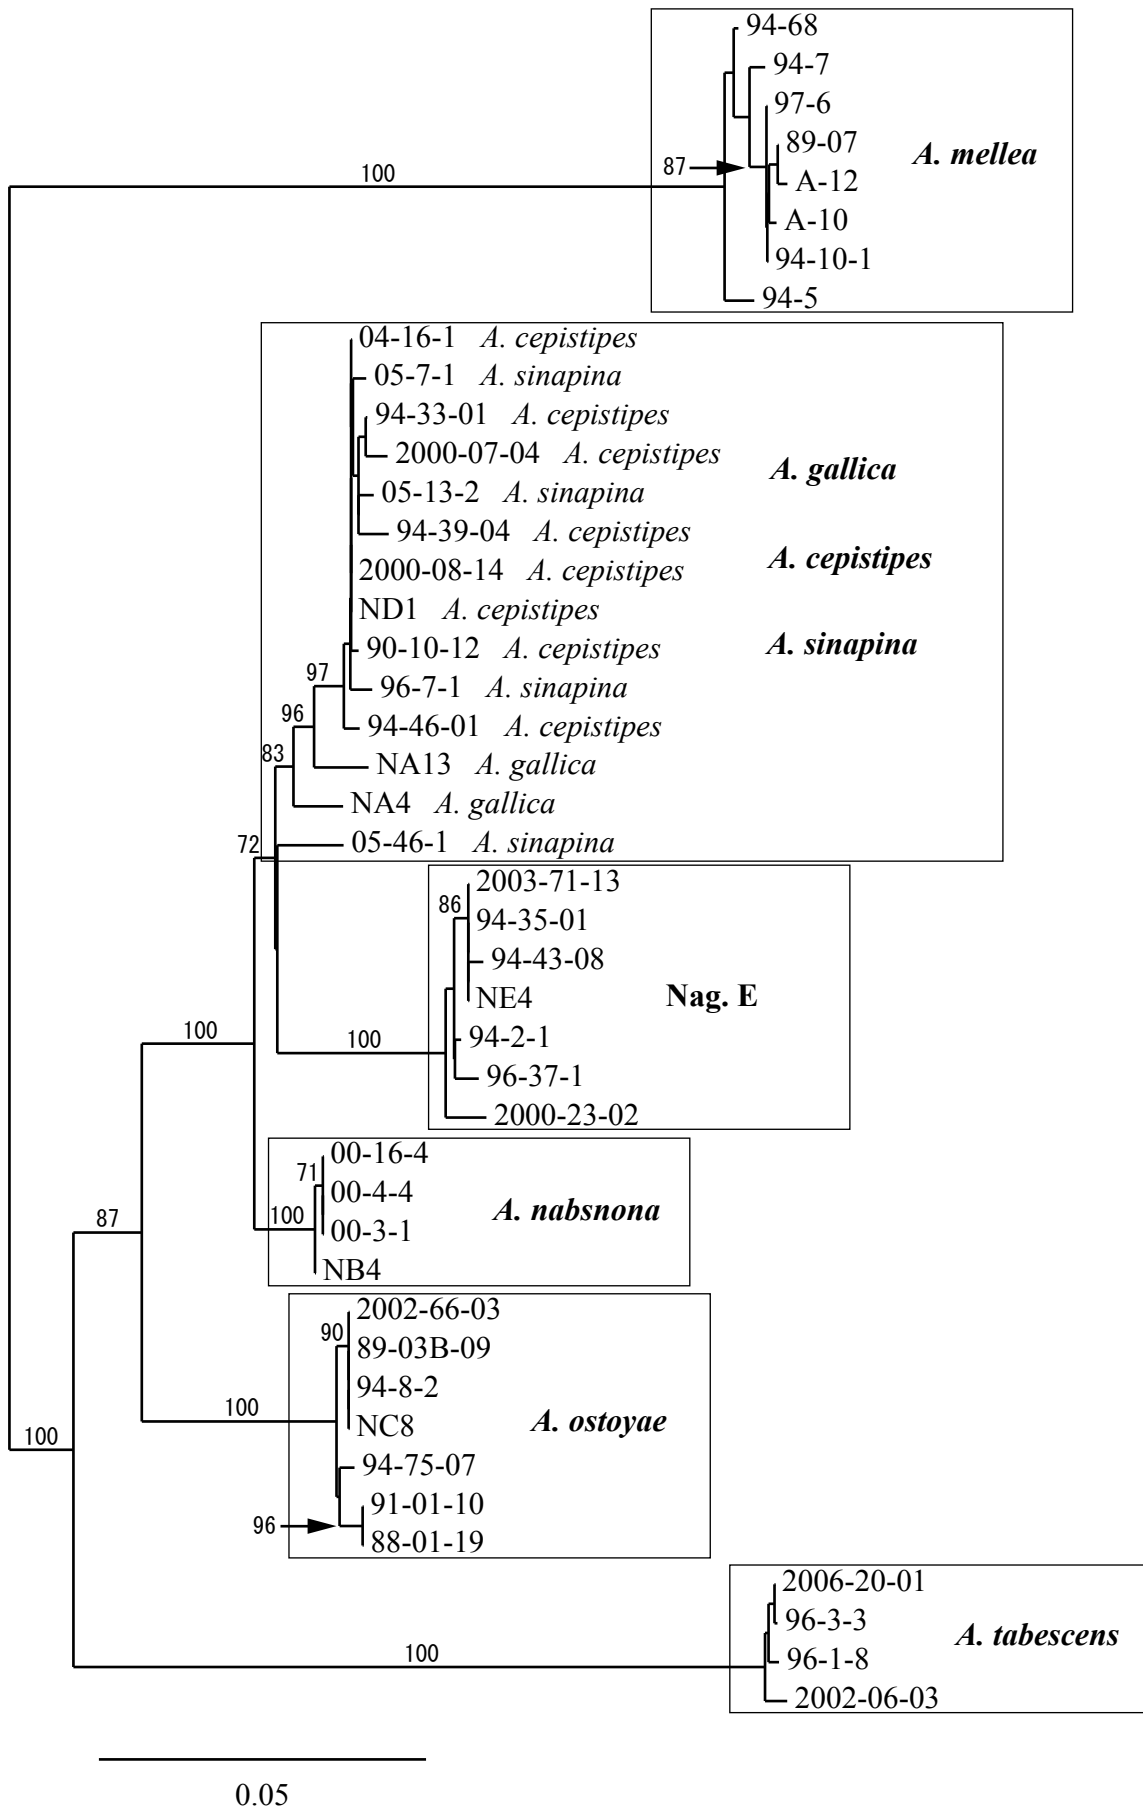 94-68
94-7
97-6
89-07
A. mellea
87
100
A-12
A-10
94-10-1
94-5
04-16-1 A. cepistipes
05-7-1 A. sinapina
94-33-01 A. cepistipes
2000-07-04 A. cepistipes
A. gallica
05-13-2 A. sinapina
94-39-04 A. cepistipes
A. cepistipes
2000-08-14 A. cepistipes
ND1 A. cepistipes
90-10-12 A. cepistipes
A. sinapina
97
96-7-1 A. sinapina
96
94-46-01 A. cepistipes
83
NA13 A. gallica
NA4 A. gallica
72
05-46-1 A. sinapina
2003-71-13
86
94-35-01
94-43-08
NE4
Nag. E
100
100
94-2-1
96-37-1
2000-23-02
00-16-4
71
00-4-4
A. nabsnona
87
100
00-3-1
NB4
2002-66-03
90
89-03B-09
94-8-2
100
NC8
A. ostoyae
100
94-75-07
91-01-10
96
88-01-19
2006-20-01
96-3-3
A. tabescens
100
96-1-8
2002-06-03
0.05